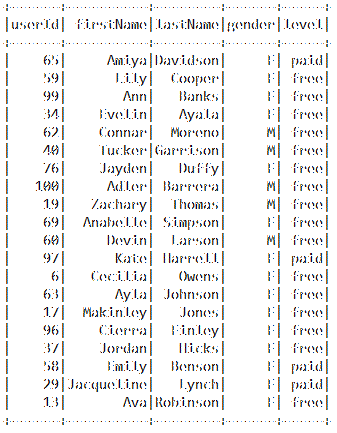 |userId| firstName|lastName|gender|level|
| 65| Amiya|Davidson| F| paid|
| 59| Lily| Cooper| F| free|
| 99| Ann| Banks| F| free|
| 34| Evelin| Ayala| F| free|
| 62| Connar| Moreno| M| free|
| 40| Tucker|Garrison| M| free|
| 76| Jayden| Duffy| F| free|
| 100| Adler| Barrera| M| free|
| 19| Zachary| Thomas| M| free|
| 69| Anabelle| Simpson| F| free|
| 60| Devin| Larson| M| free|
| 97| Kate| Harrell| F| paid|
| 6| Cecilia| Owens| F| free|
| 63| Ayla| Johnson| F| free|
| 17| Makinley| Jones| F| free|
| 96| Cierra| Finley| F| free|
| 37| Jordan| Hicks| F| free|
| 58| Emily| Benson| F| paid|
| 29|Jacqueline| Lynch| F| paid|
| 13| Ava|Robinson| F| free|